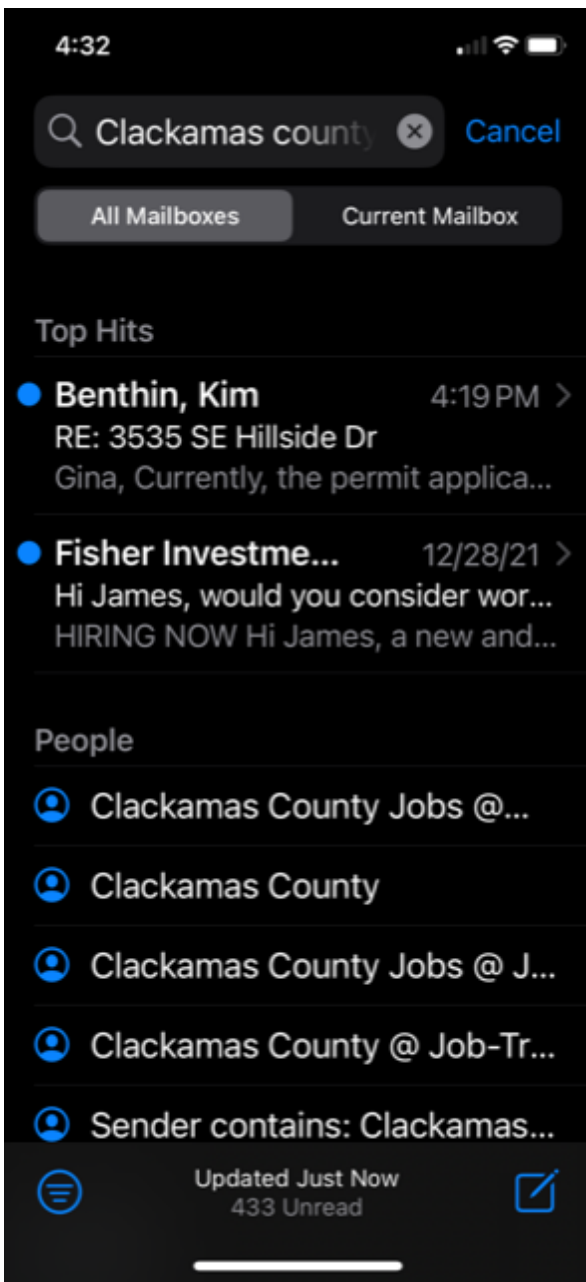 4:32
Clackamas county
Cancel
All Mailboxes
Current Mailbox
Top Hits
Benthin, Kim
4:19 PM
RE: 3535 SE Hillside Dr
Gina, Currently, the permit applica...
Fisher Investme...
12/28/21
Hi James, would you consider wor...
HIRING NOW Hi James, a new and...
People
Clackamas County Jobs @...
Clackamas County
Clackamas County Jobs @ J...
Clackamas County @ Job-Tr...
Sender contains: Clackamas...
Updated Just Now
433 Unread